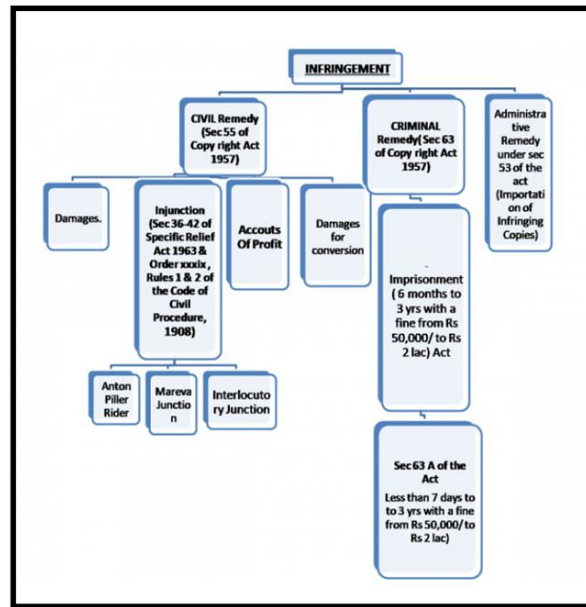 INFRINGEMENT
CIVIL Remedy
(Sec 55 of
Copy right Act
1957)
CRIMINAL
Remedy( Sec 63
of Copy right Act
1957)
Administra
tive
Remedy
under sec
53 of the
act
(Importati
on of
Infringing
Copies)
Damages.
Injunction
(Sec 36-42 of
Specific Relief
Act 1963 &
Order xxxix ,
Rules 1 & 2 of
the Code of
Civil
Procedure,
1908)
Accouts
Of Profit
Damages
for
conversion
Imprisonment
( 6 months to
3 yrs with a
fine from Rs
50,000/ to Rs
2 lac) Act
Anton
Piller
Rider
Mareva
Junctio
n
Interlocuto
ry Junction
Sec 63 A of the
Act
Less than 7 days to
to 3 yrs with a fine
from Rs 50,000/ to
Rs 2 lac)